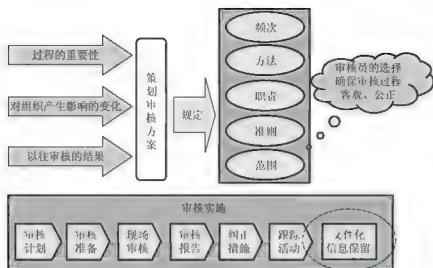 过程的重要性
对组织产生影响的变化
以往审核的结果
策划审核方案
规定
频次
方法
职责
准则
范围
审核员的选择
确保审核过程
客观、公正
审核实施
审核
计划
审核
准备
现场
审核
审核
报告
纠正
措施
跟踪
活动
文件化
信息保留